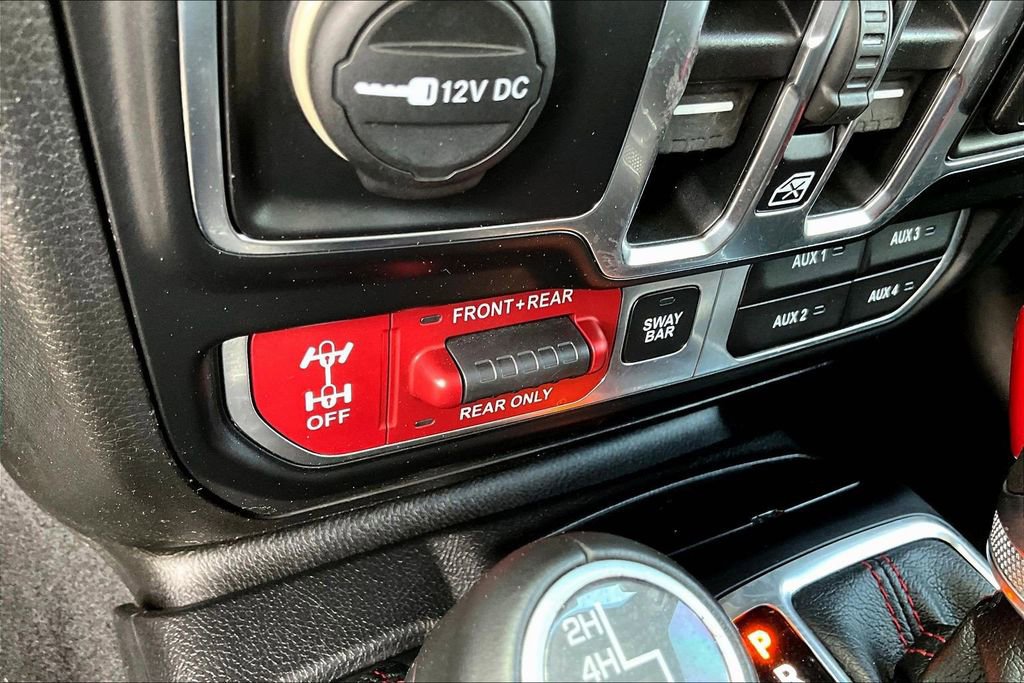 12V DC
FRONT+REAR
OFF
REAR ONLY
SWAY
BAR
AUX 1
AUX 3
AUX 2
AUX 4
2H
4H
P
R